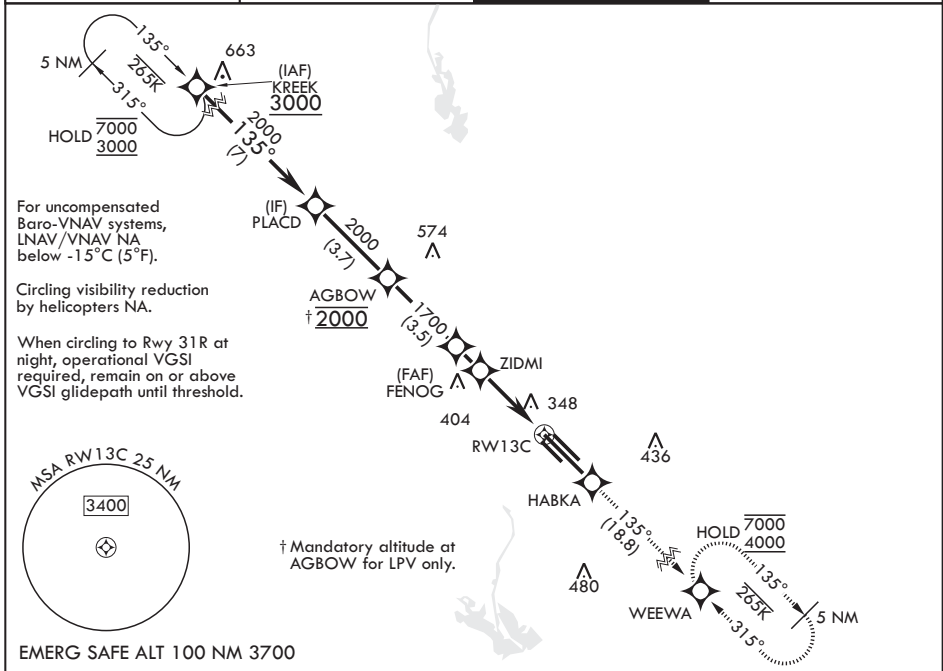 135°
5 NM
265K
315°
HOLD 7000
3000
663
(IAF)
KREEK
3000
2000
135°
(7)
(IF)
PLACD
2000
(3.7)
574
For uncompensated
Baro-VNAV systems,
LNAV/VNAV NA
below -15°C (5°F).
Circling visibility reduction
by helicopters NA.
When circling to Rwy 31R at
night, operational VGSI
required, remain on or above
VGSI glidepath until threshold.
AGBOW
† 2000
1700
(3.5)
(FAF)
FENOG
ZIDMI
404
348
RW13C
436
HABKA
135°
(18.8)
HOLD 7000
4000
135°
265K
315°
5 NM
WEEWA
480
MSA RW13C 25 NM
3400
† Mandatory altitude at
AGBOW for LPV only.
EMERG SAFE ALT 100 NM 3700